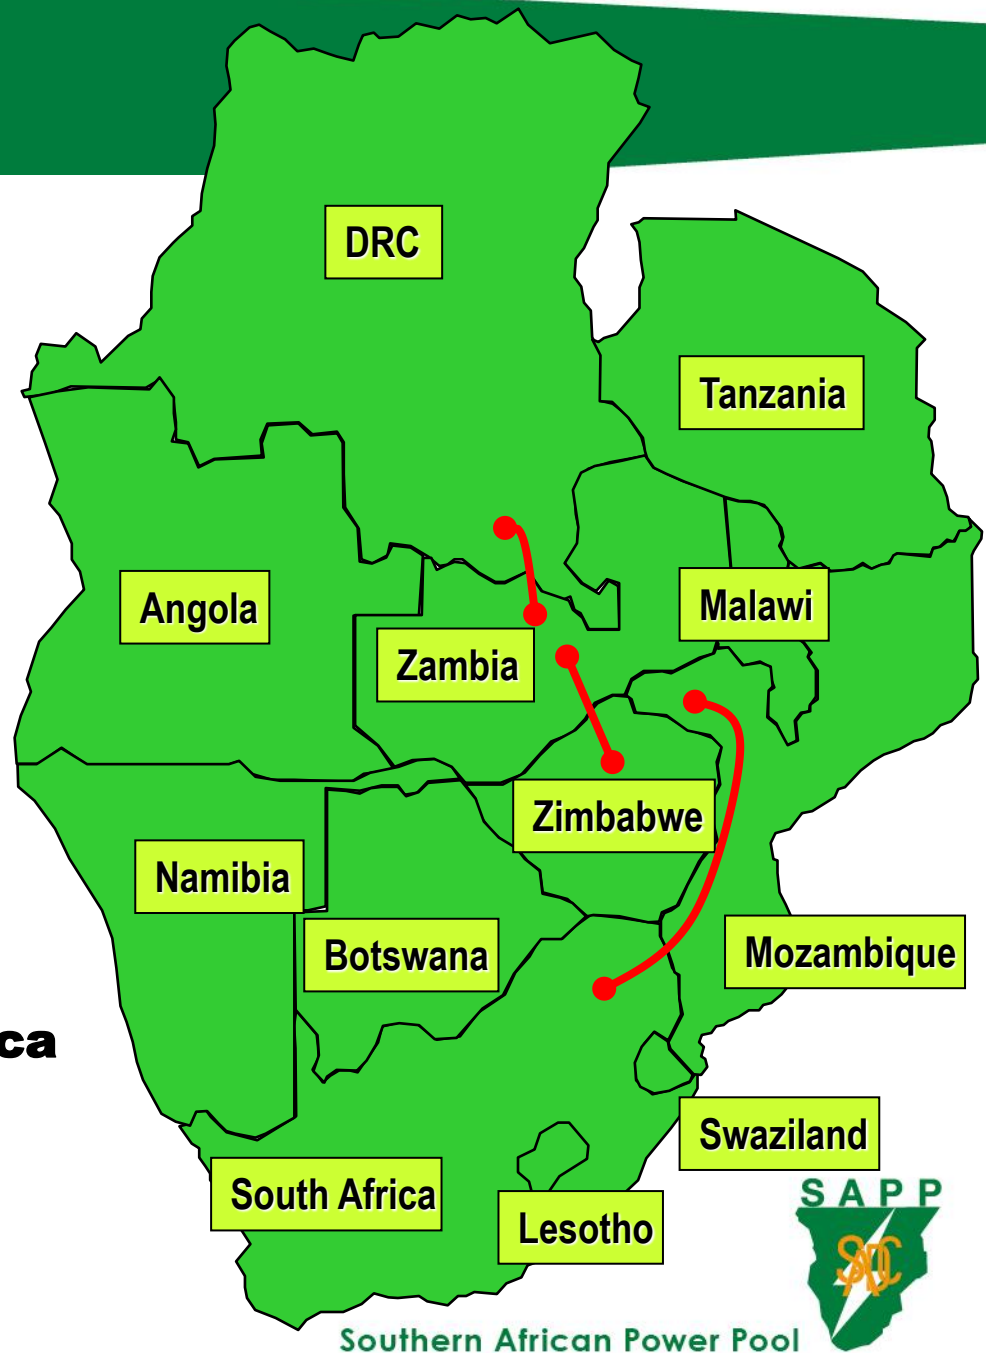 DRC
Tanzania
Angola
Malawi
Zambia
Zimbabwe
Namibia
Botswana
Mozambique
ca
Swaziland
South Africa
Lesotho
SAPP
SADC
Southern African Power Pool